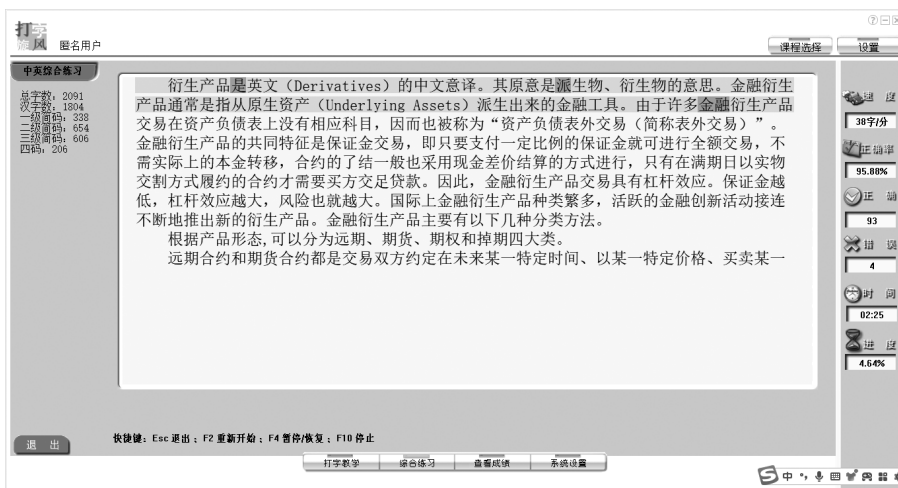 打字
旋风
匿名用户
课程选择
设置
中英综合练习
总字数: 2091
汉字数: 1804
一级简码: 338
二级简码: 654
三级简码: 606
四码: 206
衍生产品是英文（Derivatives）的中文意译。其原意是派生物、衍生物的意思。金融衍生
产品通常是指从原生资产（Underlying Assets）派生出来的金融工具。由于许多金融衍生产品
交易在资产负债表上没有相应科目，因而也被称为“资产负债表外交易（简称表外交易）”。
金融衍生产品的共同特征是保证金交易，即只要支付一定比例的保证金就可进行全额交易，不
需实际上的本金转移，合约的了结一般也采用现金差价结算的方式进行，只有在满期日以实物
交割方式履约的合约才需要买方交足贷款。因此，金融衍生产品交易具有杠杆效应。保证金越
低，杠杆效应越大，风险也就越大。国际上金融衍生产品种类繁多，活跃的金融创新活动接连
不断地推出新的衍生产品。金融衍生产品主要有以下几种分类方法。
根据产品形态,可以分为远期、期货、期权和掉期四大类。
远期合约和期货合约都是交易双方约定在未来某一特定时间、以某一特定价格、买卖某一
速 度
38字/分
正确率
95.88%
正 确
93
错 误
4
时 间
02:25
进 度
4.64%
退 出
快捷键: Esc 退出 ; F2 重新开始 ; F4 暂停/恢复 ; F10 停止
打字教学
综合练习
查看成绩
系统设置
中